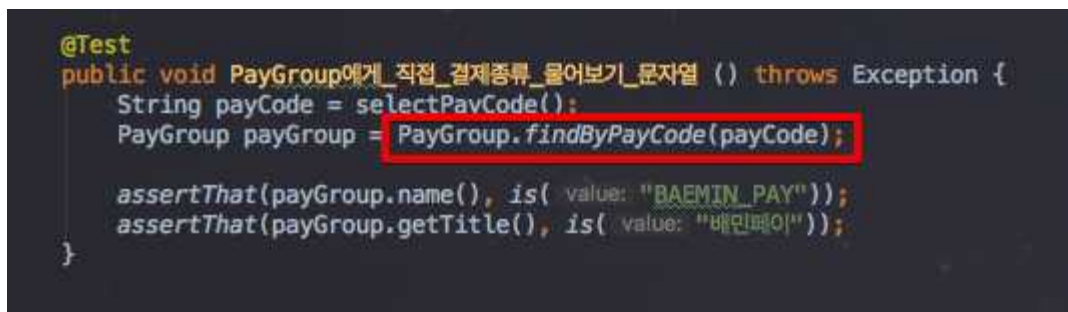 @Test
public void PayGroup에게_직접_결제종류_물어보기_문자열 () throws Exception {
String payCode = selectPayCode();
PayGroup payGroup = PayGroup.findByPayCode(payCode);
assertThat(payGroup.name(), is( value: "BAEMIN_PAY"));
assertThat(payGroup.getTitle(), is( value: "배민페이"));
}